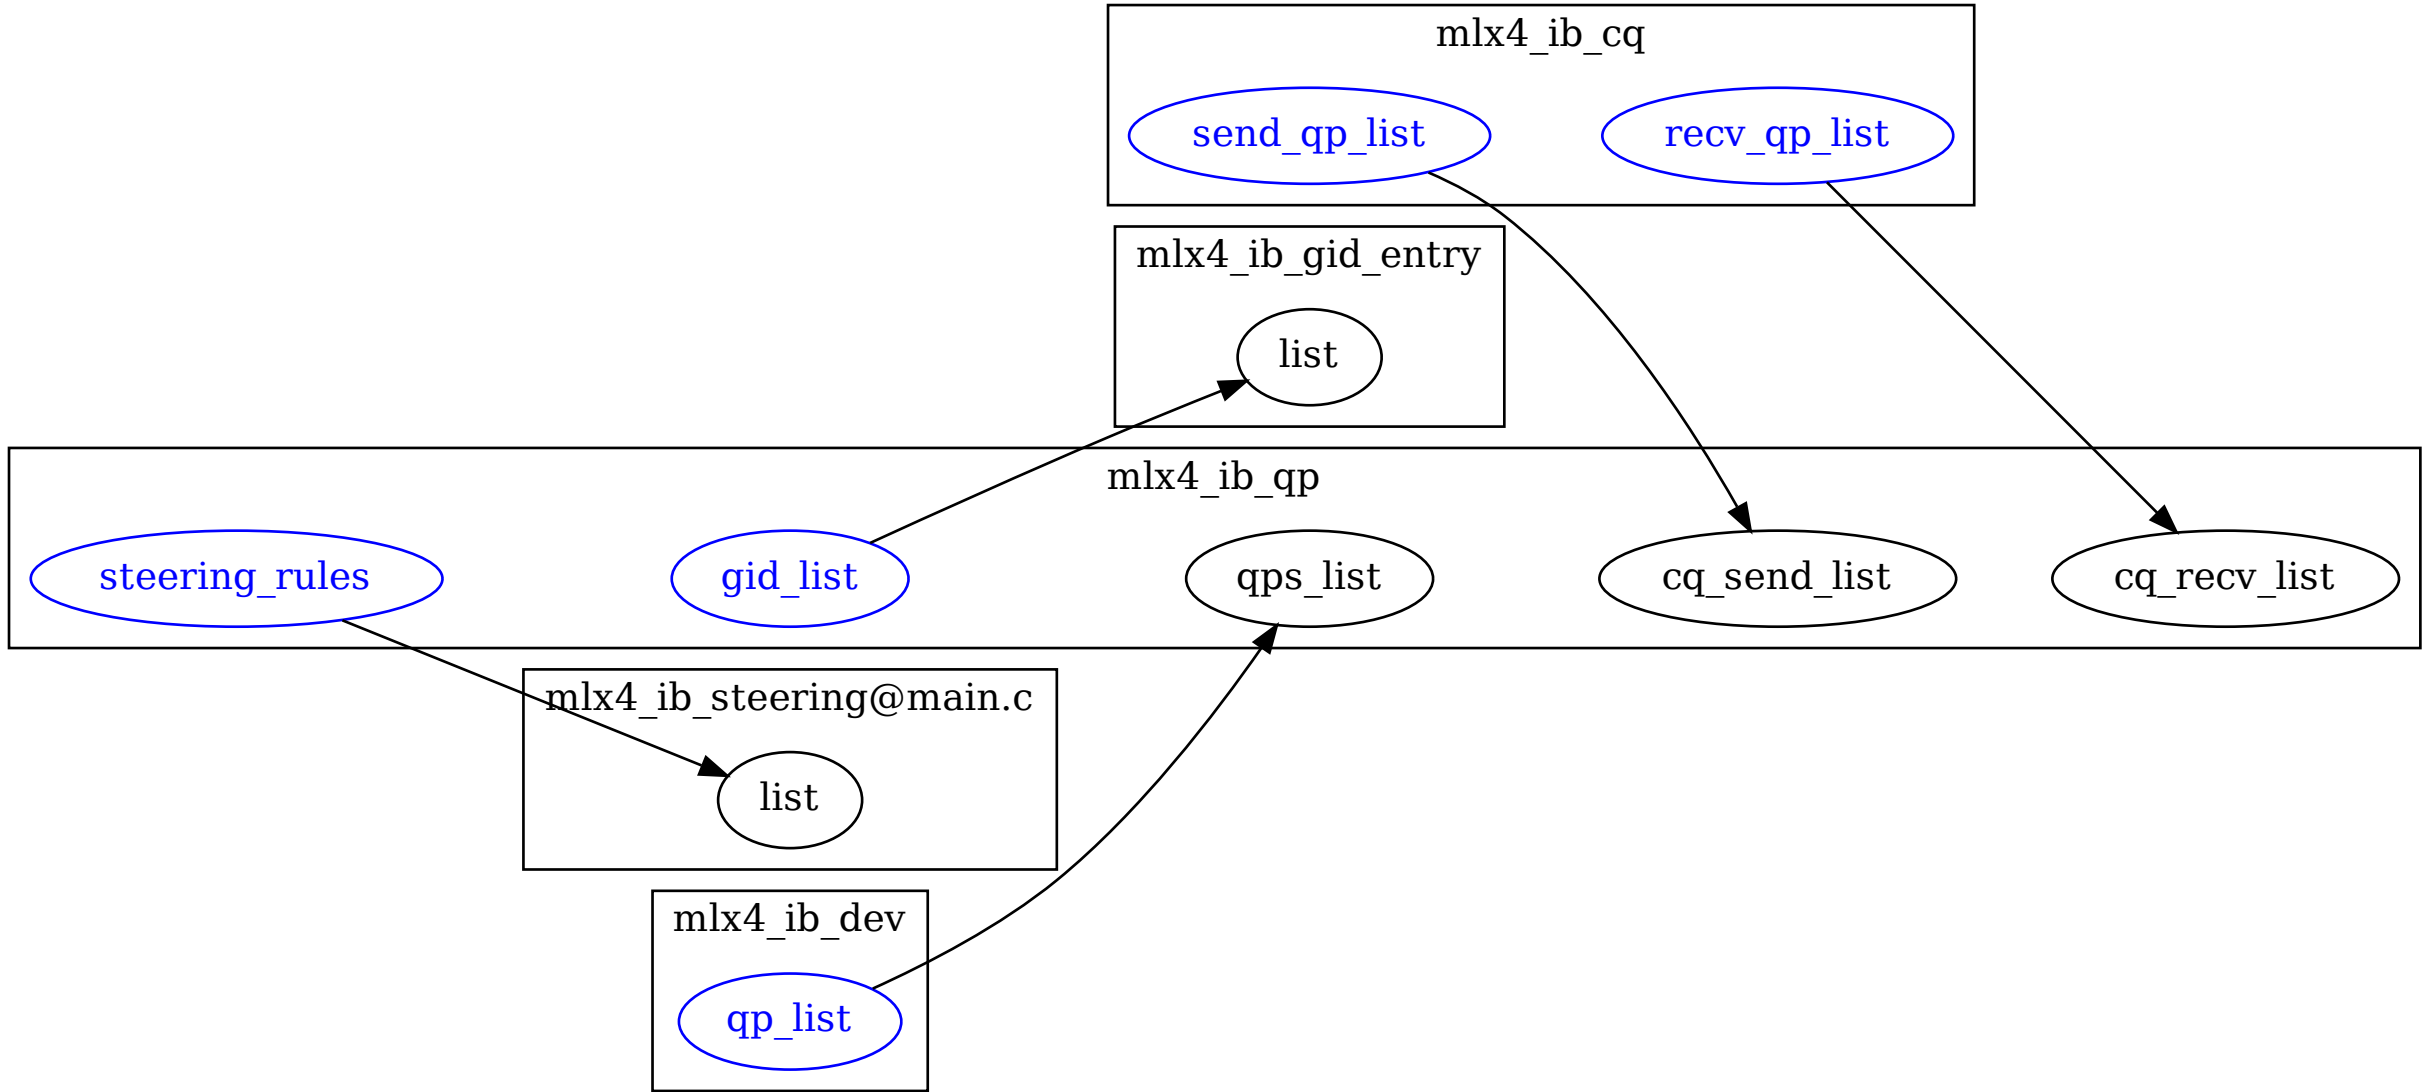 mlx4_ib_cq
send_qp_list
recv_qp_list
mlx4_ib_gid_entry
list
mlx4_ib_qp
steering_rules
gid_list
qps_list
cq_send_list
cq_recv_list
mlx4_ib_steering@main.c
list
mlx4_ib_dev
qp_list